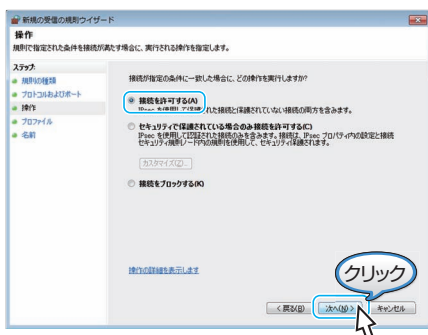 新規の受信の規則ウィザード
操作
規則で指定された条件を接続が満たす場合に、実行される操作を指定します。
ステップ:
規則の種類
プロトコルおよびポート
操作
プロファイル
名前
接続が指定の条件に一致した場合に、どの操作を実行しますか?
接続を許可する(A)
IPsec を使用して保護された接続と保護されていない接続の両方を含みます。
セキュリティで保護されている場合のみ接続を許可する(C)
IPsec を使用して認証された接続のみを含みます。接続は、IPsec プロパティ内の設定と接続
セキュリティ規則ノード内の規則を使用して、セキュリティ保護されます。
カスタマイズ(Z)...
接続をブロックする(K)
操作の詳細を表示します
クリック
< 戻る(B)
次へ(N) >
キャンセル